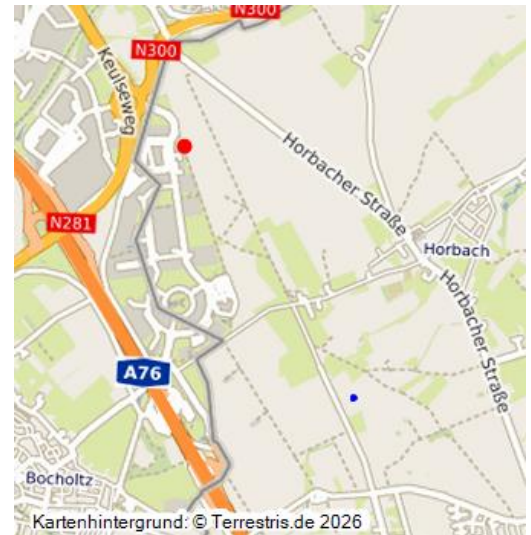 N300
N300
Keulseweg
Horbacher Straße
N281
Horbach
Horbacher Straße
A76
Bocholtz
Kartenhintergrund: © Terrestris.de 2026